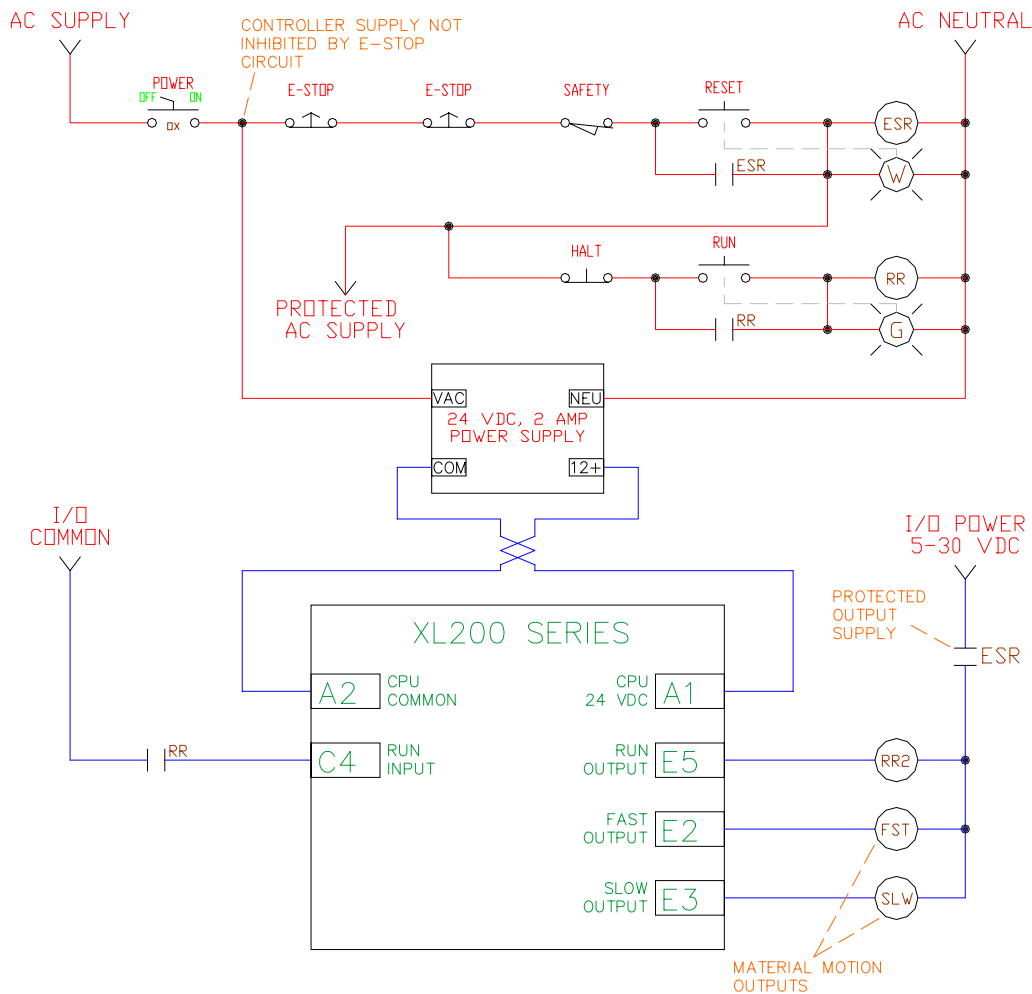 AC SUPPLY
CONTROLLER SUPPLY NOT
INHIBITED BY E-STOP
CIRCUIT
AC NEUTRAL
POWER
OFF
ON
OX
E-STOP
E-STOP
SAFETY
RESET
ESR
ESR
W
HALT
RUN
RR
RR
G
PROTECTED
AC SUPPLY
VAC
NEU
24 VDC, 2 AMP
POWER SUPPLY
COM
12+
I/O
COMMON
I/O POWER
5-30 VDC
PROTECTED
OUTPUT
SUPPLY
ESR
XL200 SERIES
A2
CPU
COMMON
CPU
24 VDC
A1
RR
C4
RUN
INPUT
RUN
OUTPUT
E5
RR2
FAST
OUTPUT
E2
FST
SLOW
OUTPUT
E3
SLW
MATERIAL MOTION
OUTPUTS